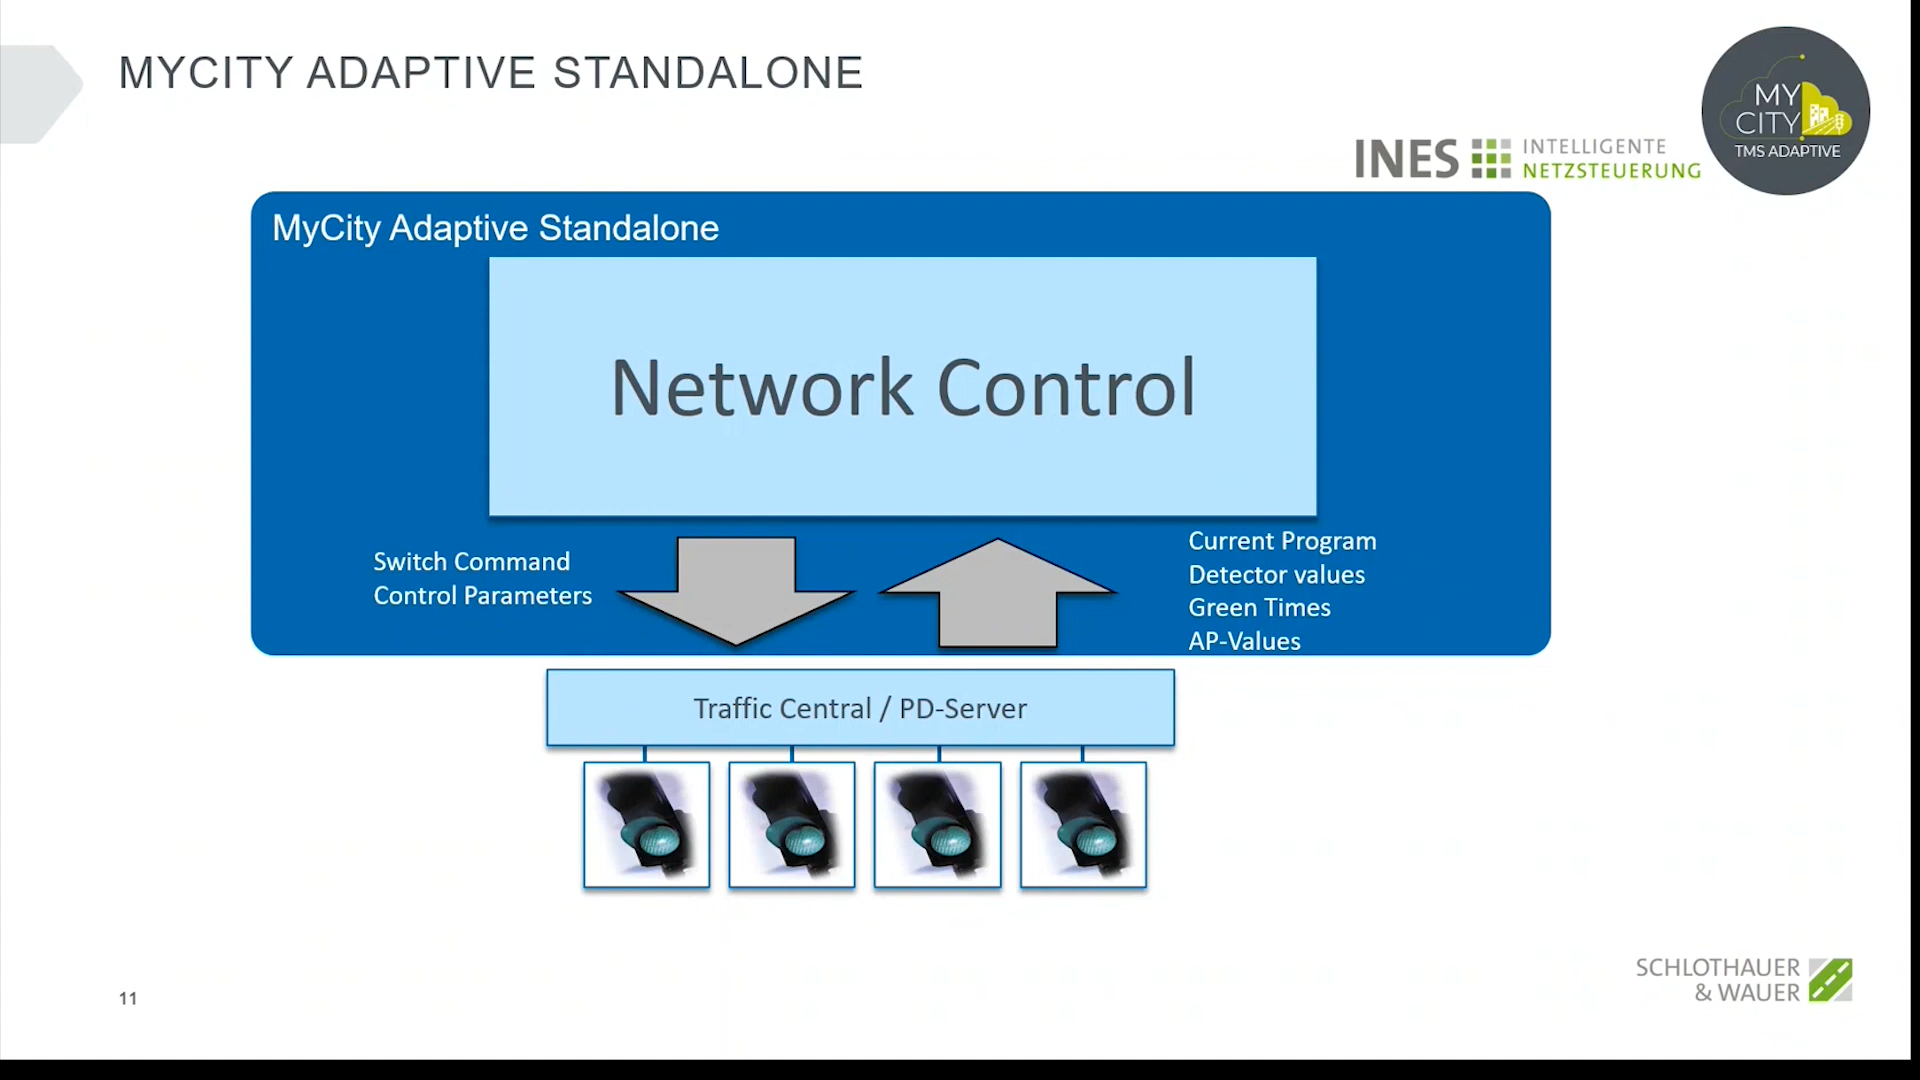 MYCITY ADAPTIVE STANDALONE
MY
CITY
TMS ADAPTIVE
INES INTELLIGENTE
NETZSTEUERUNG
MyCity Adaptive Standalone
Network Control
Switch Command
Control Parameters
Current Program
Detector values
Green Times
AP-Values
Traffic Central / PD-Server
SCHLOTHAUER
& WAUER
11